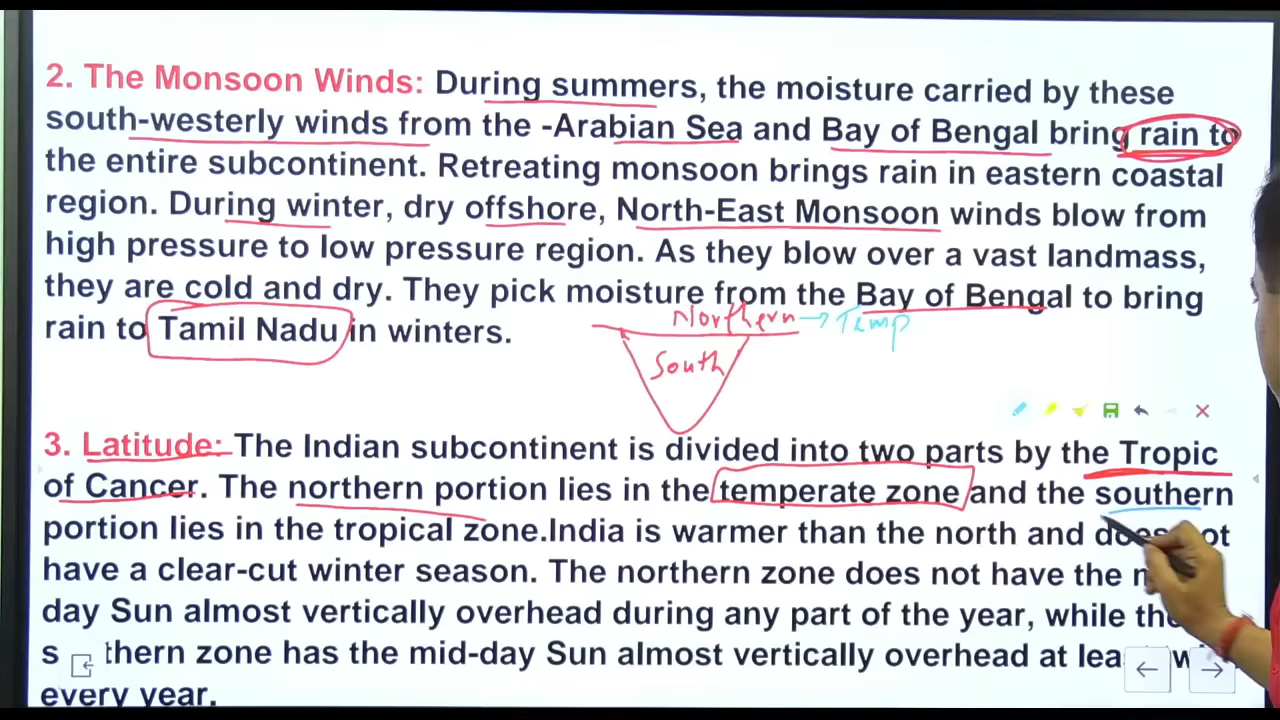 2. The Monsoon Winds: During summers, the moisture carried by these
south-westerly winds from the -Arabian Sea and Bay of Bengal bring rain to
the entire subcontinent. Retreating monsoon brings rain in eastern coastal
region. During winter, dry offshore, North-East Monsoon winds blow from
high pressure to low pressure region. As they blow over a vast landmass,
they are cold and dry. They pick moisture from the Bay of Bengal to bring
rain to Tamil Nadu in winters.
Northern → Temp
South
3. Latitude: The Indian subcontinent is divided into two parts by the Tropic
of Cancer. The northern portion lies in the temperate zone and the southern
portion lies in the tropical zone.India is warmer than the north and does not
have a clear-cut winter season. The northern zone does not have the
day Sun almost vertically overhead during any part of the year, while
thern zone has the mid-day Sun almost vertically overhead at
every year.